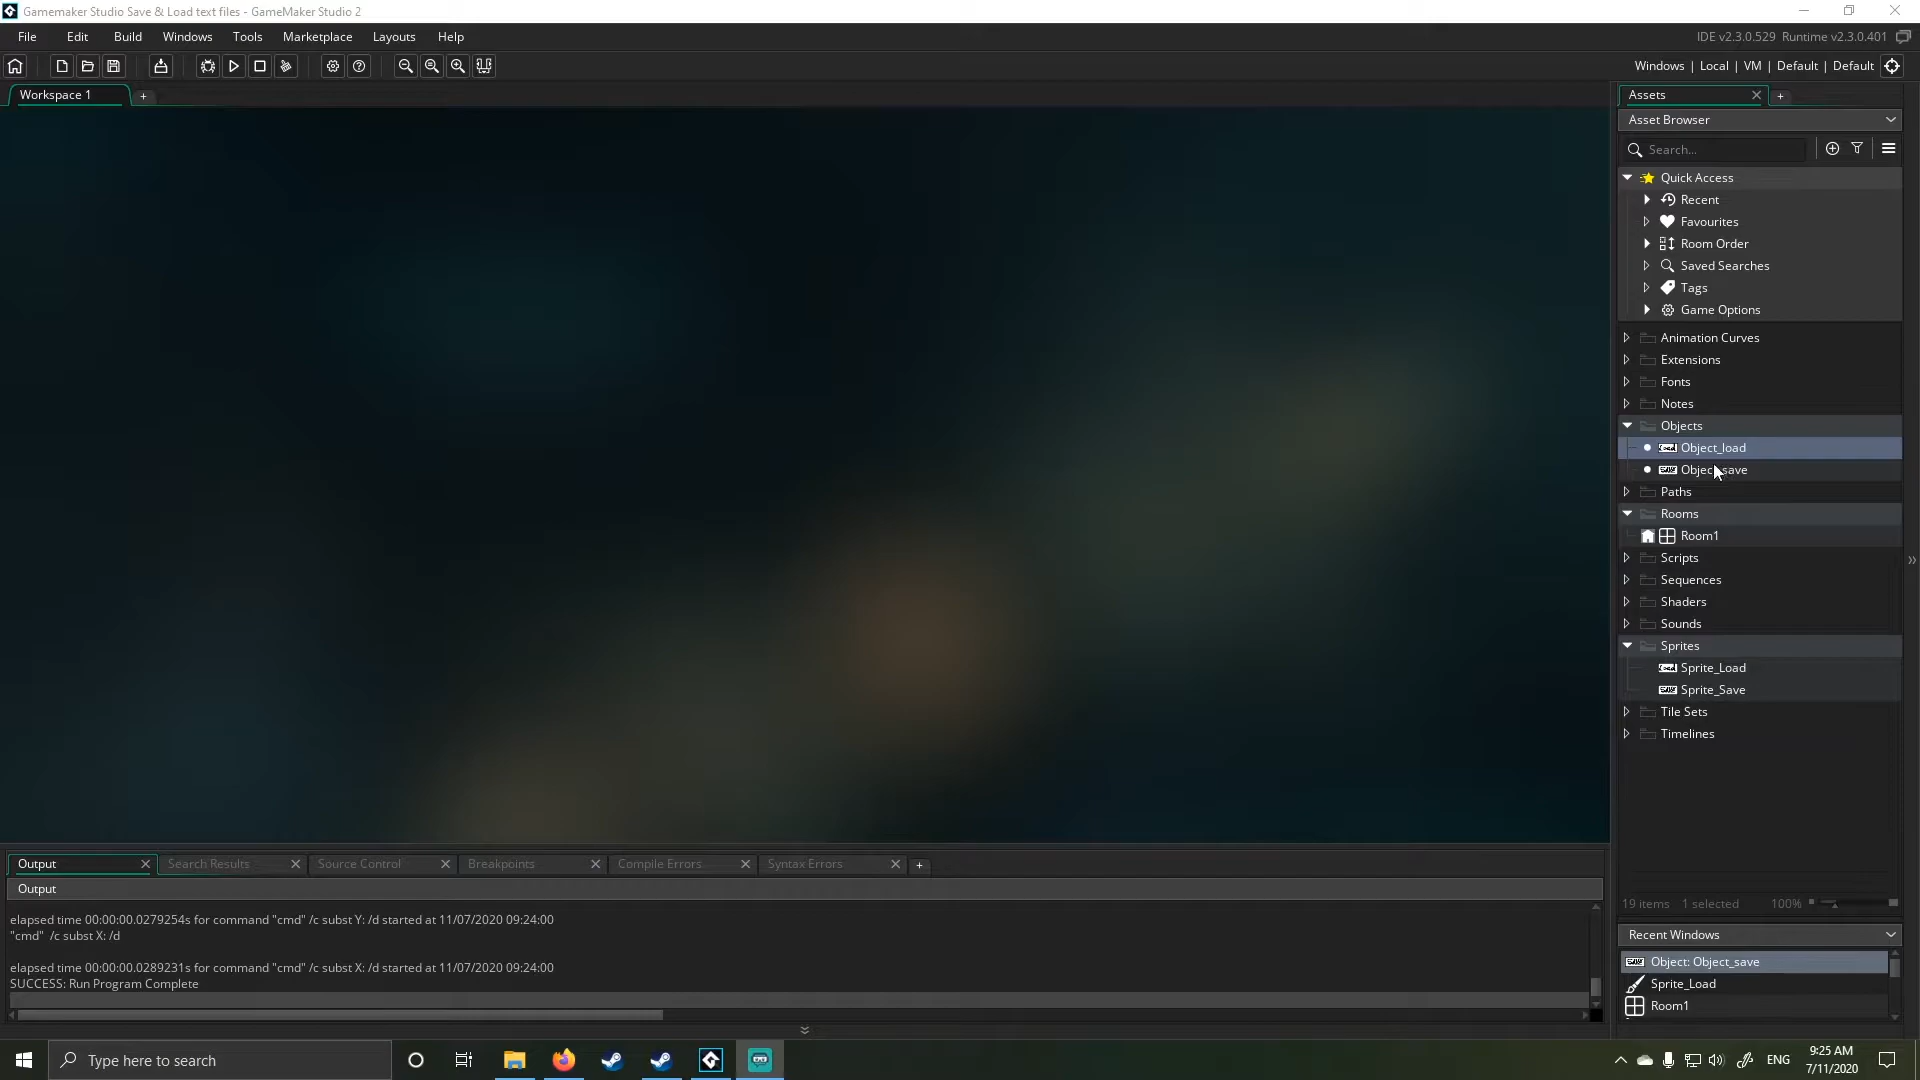 Gamemaker Studio Save & Load text files - GameMaker Studio 2
File Edit Build Windows Tools Marketplace Layouts Help
IDE v2.3.0.529 Runtime v2.3.0.401
Windows | Local | VM | Default | Default
Workspace 1
Assets
Asset Browser
Search...
Quick Access
Recent
Favourites
Room Order
Saved Searches
Tags
Game Options
Animation Curves
Extensions
Fonts
Notes
Objects
Object_load
Object_save
Paths
Rooms
Room1
Scripts
Sequences
Shaders
Sounds
Sprites
Sprite_Load
Sprite_Save
Tile Sets
Timelines
19 items 1 selected 100%
Recent Windows
Object: Object_save
Sprite_Load
Room1
Output Search Results Source Control Breakpoints Compile Errors Syntax Errors
Output
elapsed time 00:00:00.0279254s for command "cmd" /c subst Y: /d started at 11/07/2020 09:24:00
"cmd" /c subst X: /d
elapsed time 00:00:00.0289231s for command "cmd" /c subst X: /d started at 11/07/2020 09:24:00
SUCCESS: Run Program Complete
Type here to search
ENG
9:25 AM
7/11/2020